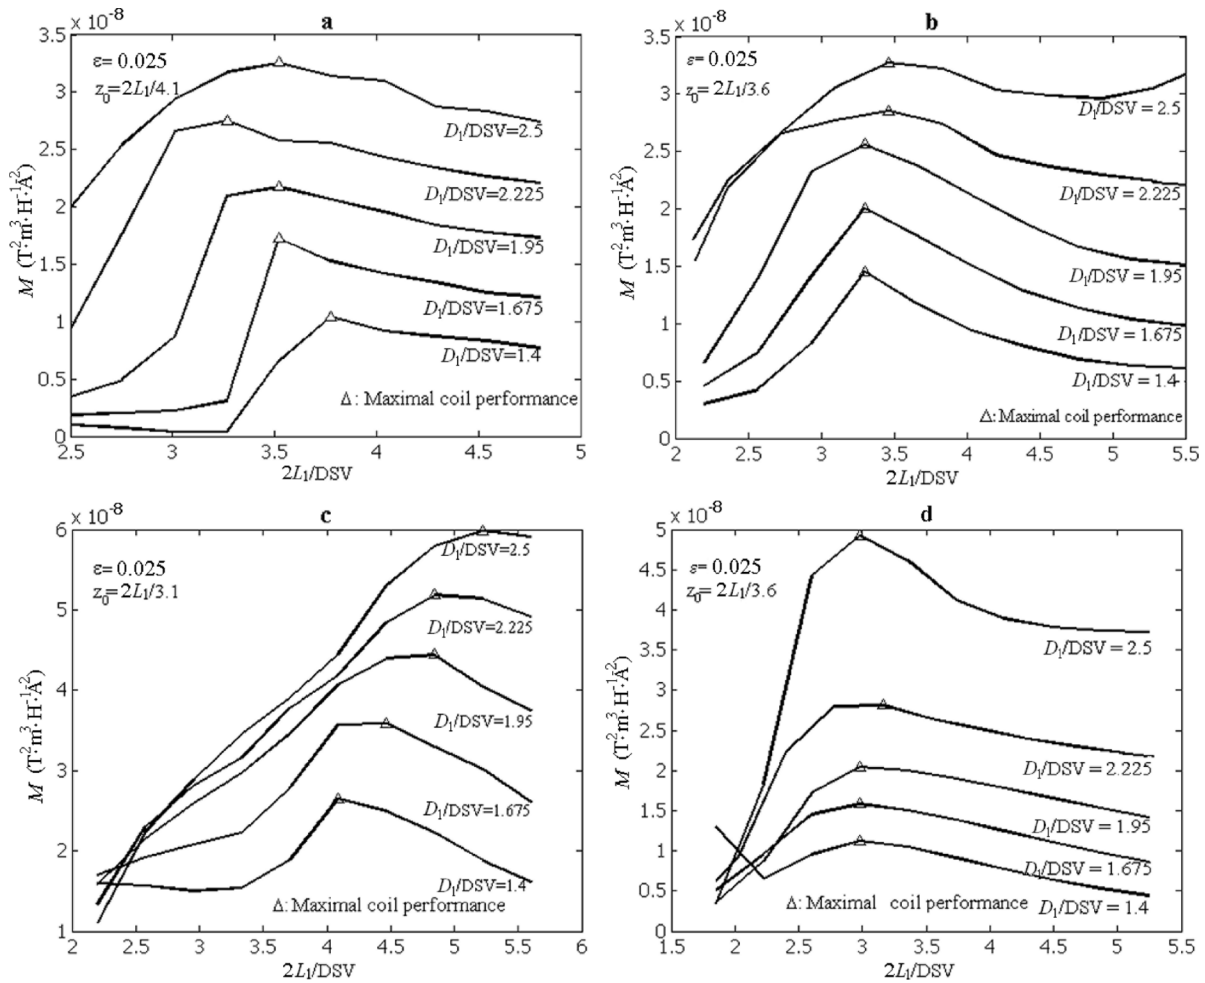 a
× 10⁻⁸
3.5
3
2.5
2
1.5
1
0.5
0
M (T²·m³·H⁻¹·Å²)
ε= 0.025
z₀=2L₁/4.1
D₁/DSV=2.5
D₁/DSV=2.225
D₁/DSV=1.95
D₁/DSV=1.675
D₁/DSV=1.4
Δ: Maximal coil performance
2.5 3 3.5 4 4.5 5
2L₁/DSV
b
× 10⁻⁸
3.5
3
2.5
2
1.5
1
0.5
0
M (T²·m³·H⁻¹·Å²)
ε= 0.025
z₀=2L₁/3.6
D₁/DSV = 2.5
D₁/DSV = 2.225
D₁/DSV = 1.95
D₁/DSV = 1.675
D₁/DSV = 1.4
Δ: Maximal coil performance
2 2.5 3 3.5 4 4.5 5 5.5
2L₁/DSV
c
× 10⁻⁸
6
5
4
3
2
1
M (T²·m³·H⁻¹·Å²)
ε= 0.025
z₀=2L₁/3.1
D₁/DSV=2.5
D₁/DSV=2.225
D₁/DSV=1.95
D₁/DSV=1.675
D₁/DSV=1.4
Δ: Maximal coil performance
2 2.5 3 3.5 4 4.5 5 5.5 6
2L₁/DSV
d
× 10⁻⁸
5
4.5
4
3.5
3
2.5
2
1.5
1
0.5
0
M (T²·m³·H⁻¹·Å²)
ε= 0.025
z₀=2L₁/3.6
D₁/DSV = 2.5
D₁/DSV = 2.225
D₁/DSV = 1.95
D₁/DSV = 1.675
D₁/DSV = 1.4
Δ: Maximal coil performance
1.5 2 2.5 3 3.5 4 4.5 5 5.5
2L₁/DSV